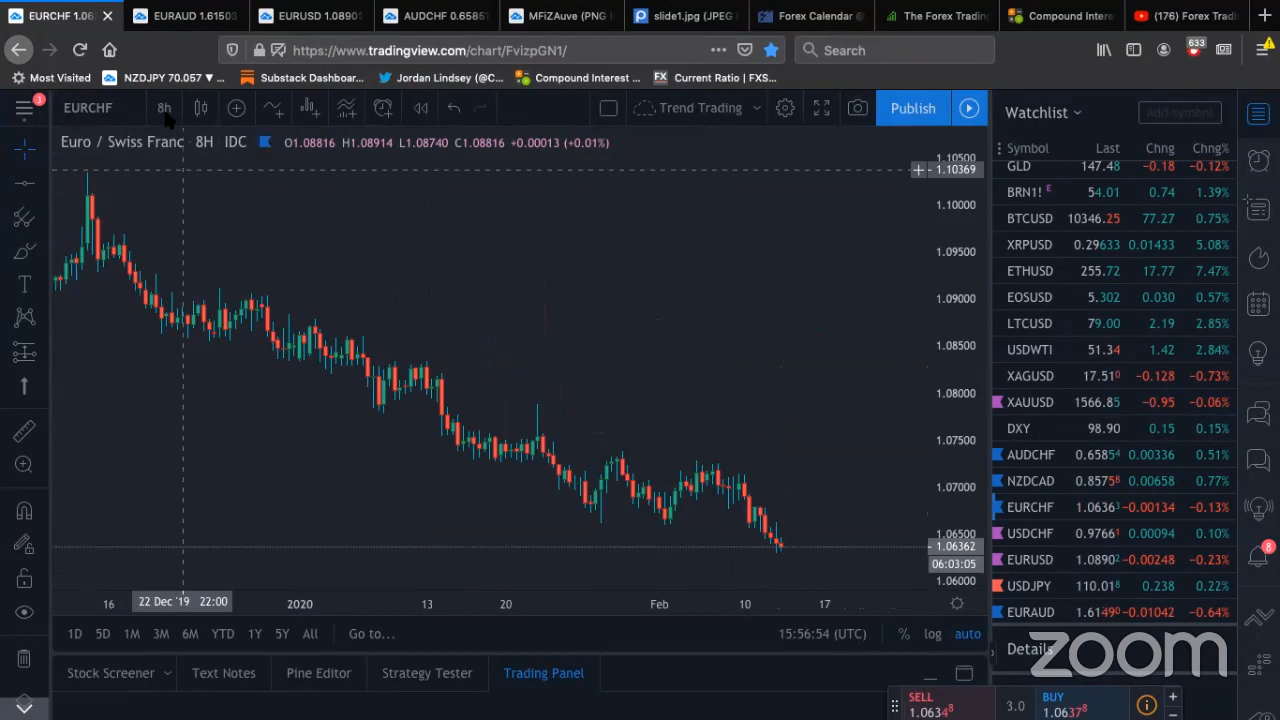 EURCHF 1.06
EURAUD 1.61503
EURUSD 1.0890
AUDCHF 0.6585
MFiZAuve (PNG I
slide1.jpg (JPEG I
Forex Calendar @
The Forex Trading
Compound Inter
(176) Forex Tradi
https://www.tradingview.com/chart/FvizpGN1/
Search
633
Most Visited
NZDJPY 70.057 ▼ ...
Substack Dashboar...
Jordan Lindsey (@C...
Compound Interest ...
FX Current Ratio | FXS...
3
EURCHF
8h
Trend Trading
Publish
Watchlist
Add symbol
Euro / Swiss Franc 8H IDC
O1.08816 H1.08914 L1.08740 C1.08816 +0.00013 (+0.01%)
Symbol Last Chng Chng%
GLD 147.48 −0.18 −0.12%
BRN1! E 54.01 0.74 1.39%
BTCUSD 10346.25 77.27 0.75%
XRPUSD 0.29633 0.01433 5.08%
ETHUSD 255.72 17.77 7.47%
EOSUSD 5.302 0.030 0.57%
LTCUSD 79.00 2.19 2.85%
USDWTI 51.34 1.42 2.84%
XAGUSD 17.510 −0.128 −0.73%
XAUUSD 1566.85 −0.95 −0.06%
DXY 98.90 0.15 0.15%
AUDCHF 0.65854 0.00336 0.51%
NZDCAD 0.85758 0.00658 0.77%
EURCHF 1.06363 −0.00134 −0.13%
USDCHF 0.97661 0.00094 0.10%
EURUSD 1.08902 −0.00248 −0.23%
USDJPY 110.018 0.238 0.22%
EURAUD 1.61490 −0.01042 −0.64%
8
1.10500
1.10369
1.10000
1.09500
1.09000
1.08500
1.08000
1.07500
1.07000
1.06500
1.06362
06:03:05
1.06000
16
22 Dec '19 22:00
2020
13
20
Feb
10
17
1D 5D 1M 3M 6M YTD 1Y 5Y All Go to...
15:56:54 (UTC)
% log auto
Details
zoom
Stock Screener
Text Notes
Pine Editor
Strategy Tester
Trading Panel
SELL
1.06348
3.0
BUY
1.06378